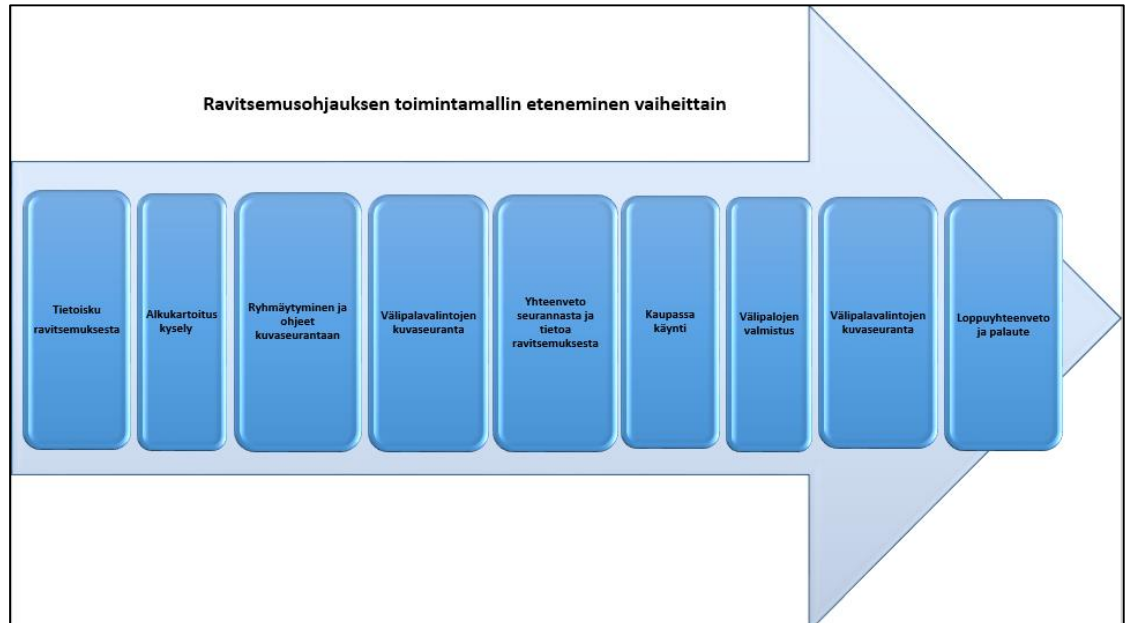 Ravitsemusohjauksen toimintamallin eteneminen vaiheittain
Tietoisku
ravitsemuksesta
Alkukartoitus
kysely
Ryhmäytyminen ja
ohjeet
kuvaseurantaan
Välipalavalintojen
kuvaseuranta
Yhteenveto
seurannasta ja
tietoa
ravitsemuksesta
Kaupassa
käynti
Välipalojen
valmistus
Välipalavalintojen
kuvaseuranta
Loppuyhteenveto
ja palaute